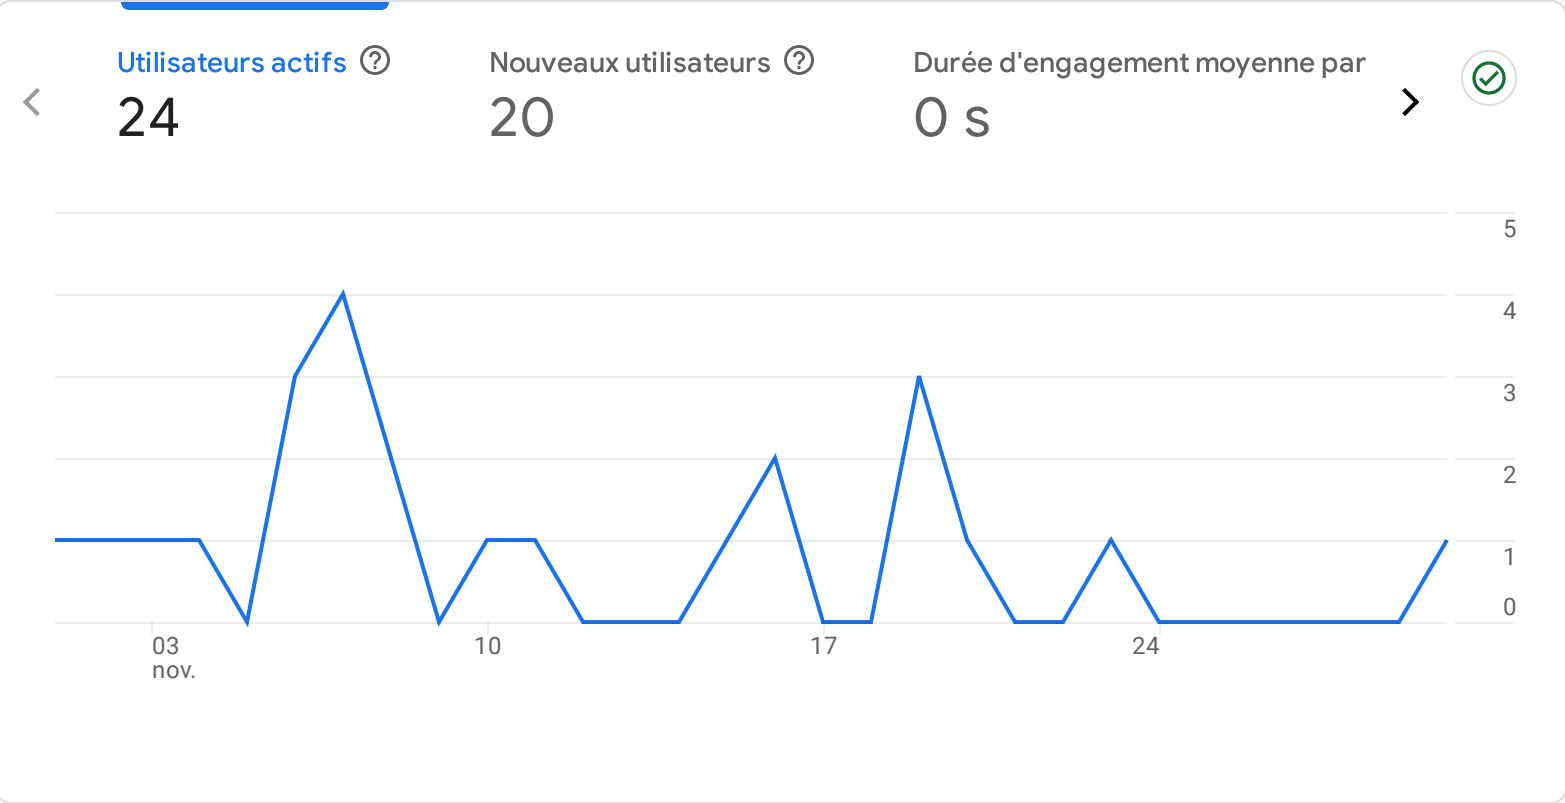 Utilisateurs actifs
24
Nouveaux utilisateurs
20
Durée d'engagement moyenne par
0 s
5
4
3
2
1
0
03
nov.
10
17
24